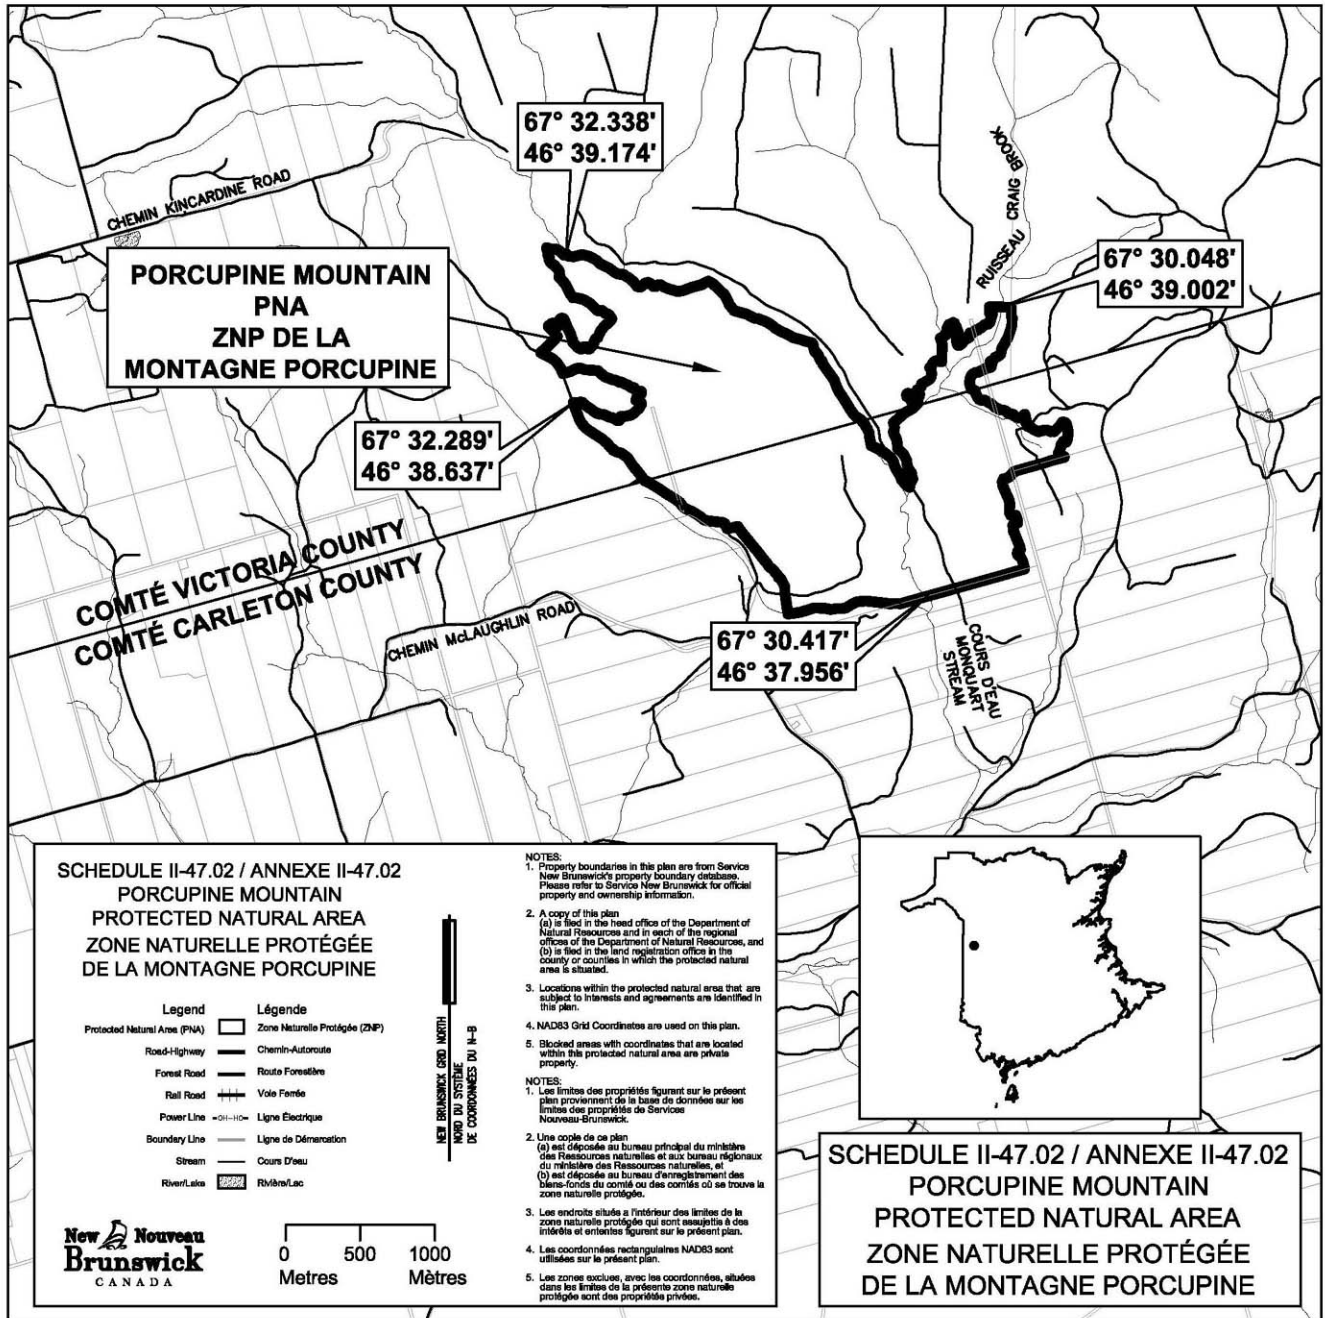 67° 32.338'
46° 39.174'
RUISSEAU CRAIG BROOK
CHEMIN KINCARDINE ROAD
67° 30.048'
46° 39.002'
PORCUPINE MOUNTAIN
PNA
ZNP DE LA
MONTAGNE PORCUPINE
67° 32.289'
46° 38.637'
COMTÉ VICTORIA COUNTY
COMTÉ CARLETON COUNTY
CHEMIN McLAUGHLIN ROAD
67° 30.417'
46° 37.956'
COURS D'EAU
MONQUART
STREAM
SCHEDULE II-47.02 / ANNEXE II-47.02
PORCUPINE MOUNTAIN
PROTECTED NATURAL AREA
ZONE NATURELLE PROTÉGÉE
DE LA MONTAGNE PORCUPINE
Legend Légende
Protected Natural Area (PNA) Zone Naturelle Protégée (ZNP)
Road-Highway Chemin-Autoroute
Forest Road Route Forestière
Rail Road Voie Ferrée
Power Line -OH-HO- Ligne Électrique
Boundary Line Ligne de Démarcation
Stream Cours D'eau
River/Lake Rivière/Lac
NEW BRUNSWICK GRID NORTH
NORD DU SYSTÈME
DE COORDONNÉES DU N-B
New Nouveau
Brunswick
CANADA
0 500 1000
Metres Mètres
NOTES:
1. Property boundaries in this plan are from Service
New Brunswick's property boundary database.
Please refer to Service New Brunswick for official
property and ownership information.
2. A copy of this plan
(a) is filed in the head office of the Department of
Natural Resources and in each of the regional
offices of the Department of Natural Resources, and
(b) is filed in the land registration office in the
county or counties in which the protected natural
area is situated.
3. Locations within the protected natural area that are
subject to interests and agreements are identified in
this plan.
4. NAD83 Grid Coordinates are used on this plan.
5. Blocked areas with coordinates that are located
within this protected natural area are private
property.
NOTES:
1. Les limites des propriétés figurant sur le présent
plan proviennent de la base de données sur les
limites des propriétés de Services
Nouveau-Brunswick.
2. Une copie de ce plan
(a) est déposée au bureau principal du ministère
des Ressources naturelles et aux bureau régionaux
du ministère des Ressources naturelles, et
(b) est déposée au bureau d'enregistrement des
biens-fonds du comté ou des comtés où se trouve la
zone naturelle protégée.
3. Les endroits situés a l'intérieur des limites de la
zone naturelle protégée qui sont assujettis à des
intérêts et ententes figurent sur le présent plan.
4. Les coordonnées rectangulaires NAD83 sont
utilisées sur le présent plan.
5. Les zones exclues, avec les coordonnées, situées
dans les limites de la présente zone naturelle
protégée sont des propriétés privées.
SCHEDULE II-47.02 / ANNEXE II-47.02
PORCUPINE MOUNTAIN
PROTECTED NATURAL AREA
ZONE NATURELLE PROTÉGÉE
DE LA MONTAGNE PORCUPINE